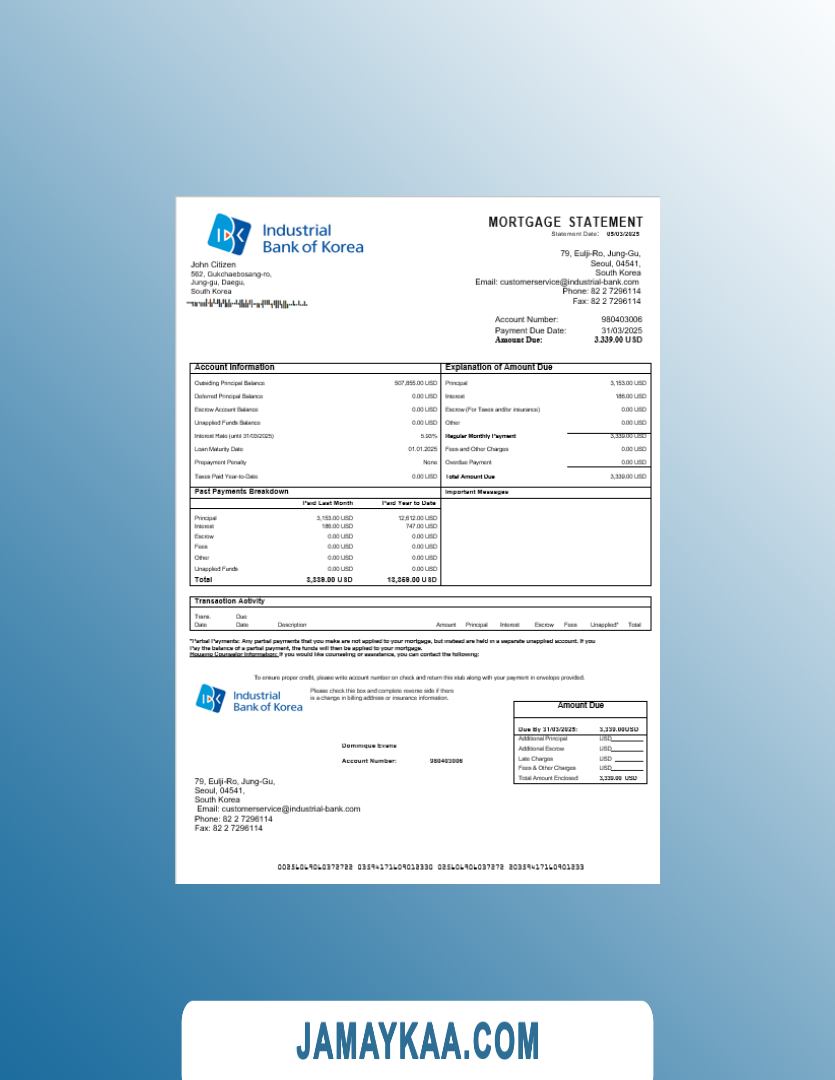 IBK Industrial
Bank of Korea
MORTGAGE STATEMENT
Statement Date: 05/03/2025
John Citizen
562, Gukchaebosang-ro,
Jung-gu, Daegu,
South Korea
79, Eulji-Ro, Jung-Gu,
Seoul, 04541,
South Korea
Email: customerservice@industrial-bank.com
Phone: 82 2 7296114
Fax: 82 2 7296114
Account Number: 980403006
Payment Due Date: 31/03/2025
Amount Due: 3.339.00 USD
Account Information Explanation of Amount Due
Outsiding Principal Balance 507,855.00 USD Principal 3,153.00 USD
Deferred Principal Balance 0.00 USD Interest 186.00 USD
Escrow Account Balance 0.00 USD Escrow (For Taxes and/or insurance) 0.00 USD
Unapplied Funds Balance 0.00 USD Other 0.00 USD
Interest Rate (until 31/03/2025) 5.93% Regular Monthly Payment 3,339.00 USD
Loan Maturity Date 01.01.2025 Fees and Other Charges 0.00 USD
Prepayment Penalty None Overdue Payment 0.00 USD
Taxes Paid Year-to-Date 0.00 USD Total Amount Due 3,339.00 USD
Past Payments Breakdown Important Messages
Paid Last Month Paid Year to Date
Principal 3,153.00 USD 12,612.00 USD
Interest 186.00 USD 747.00 USD
Escrow 0.00 USD 0.00 USD
Fees 0.00 USD 0.00 USD
Other 0.00 USD 0.00 USD
Unapplied Funds 0.00 USD 0.00 USD
Total 3,339.00 USD 13,359.00 USD
Transaction Activity
Trans. Due
Date Date Description Amount Principal Interest Escrow Fees Unapplied* Total
*Partial Payments: Any partial payments that you make are not applied to your mortgage, but instead are held in a separate unapplied account. If you
Pay the balance of a partial payment, the funds will then be applied to your mortgage.
Housing Counselor Information: If you would like counseling or assistance, you can contact the following:
To ensure proper credit, please write account number on check and return this stub along with your payment in envelope provided.
IBK Industrial
Bank of Korea
Please check this box and complete reverse side if there
is a change in billing address or insurance information.
Amount Due
Due By 31/03/2025: 3,339.00USD
Additional Principal USD
Additional Escrow USD
Late Charges USD
Fees & Other Charges USD
Total Amount Enclosed 3,339.00 USD
Dominique Evans
Account Number: 980403006
79, Eulji-Ro, Jung-Gu,
Seoul, 04541,
South Korea
Email: customerservice@industrial-bank.com
Phone: 82 2 7296114
Fax: 82 2 7296114
JAMAYKAA.COM